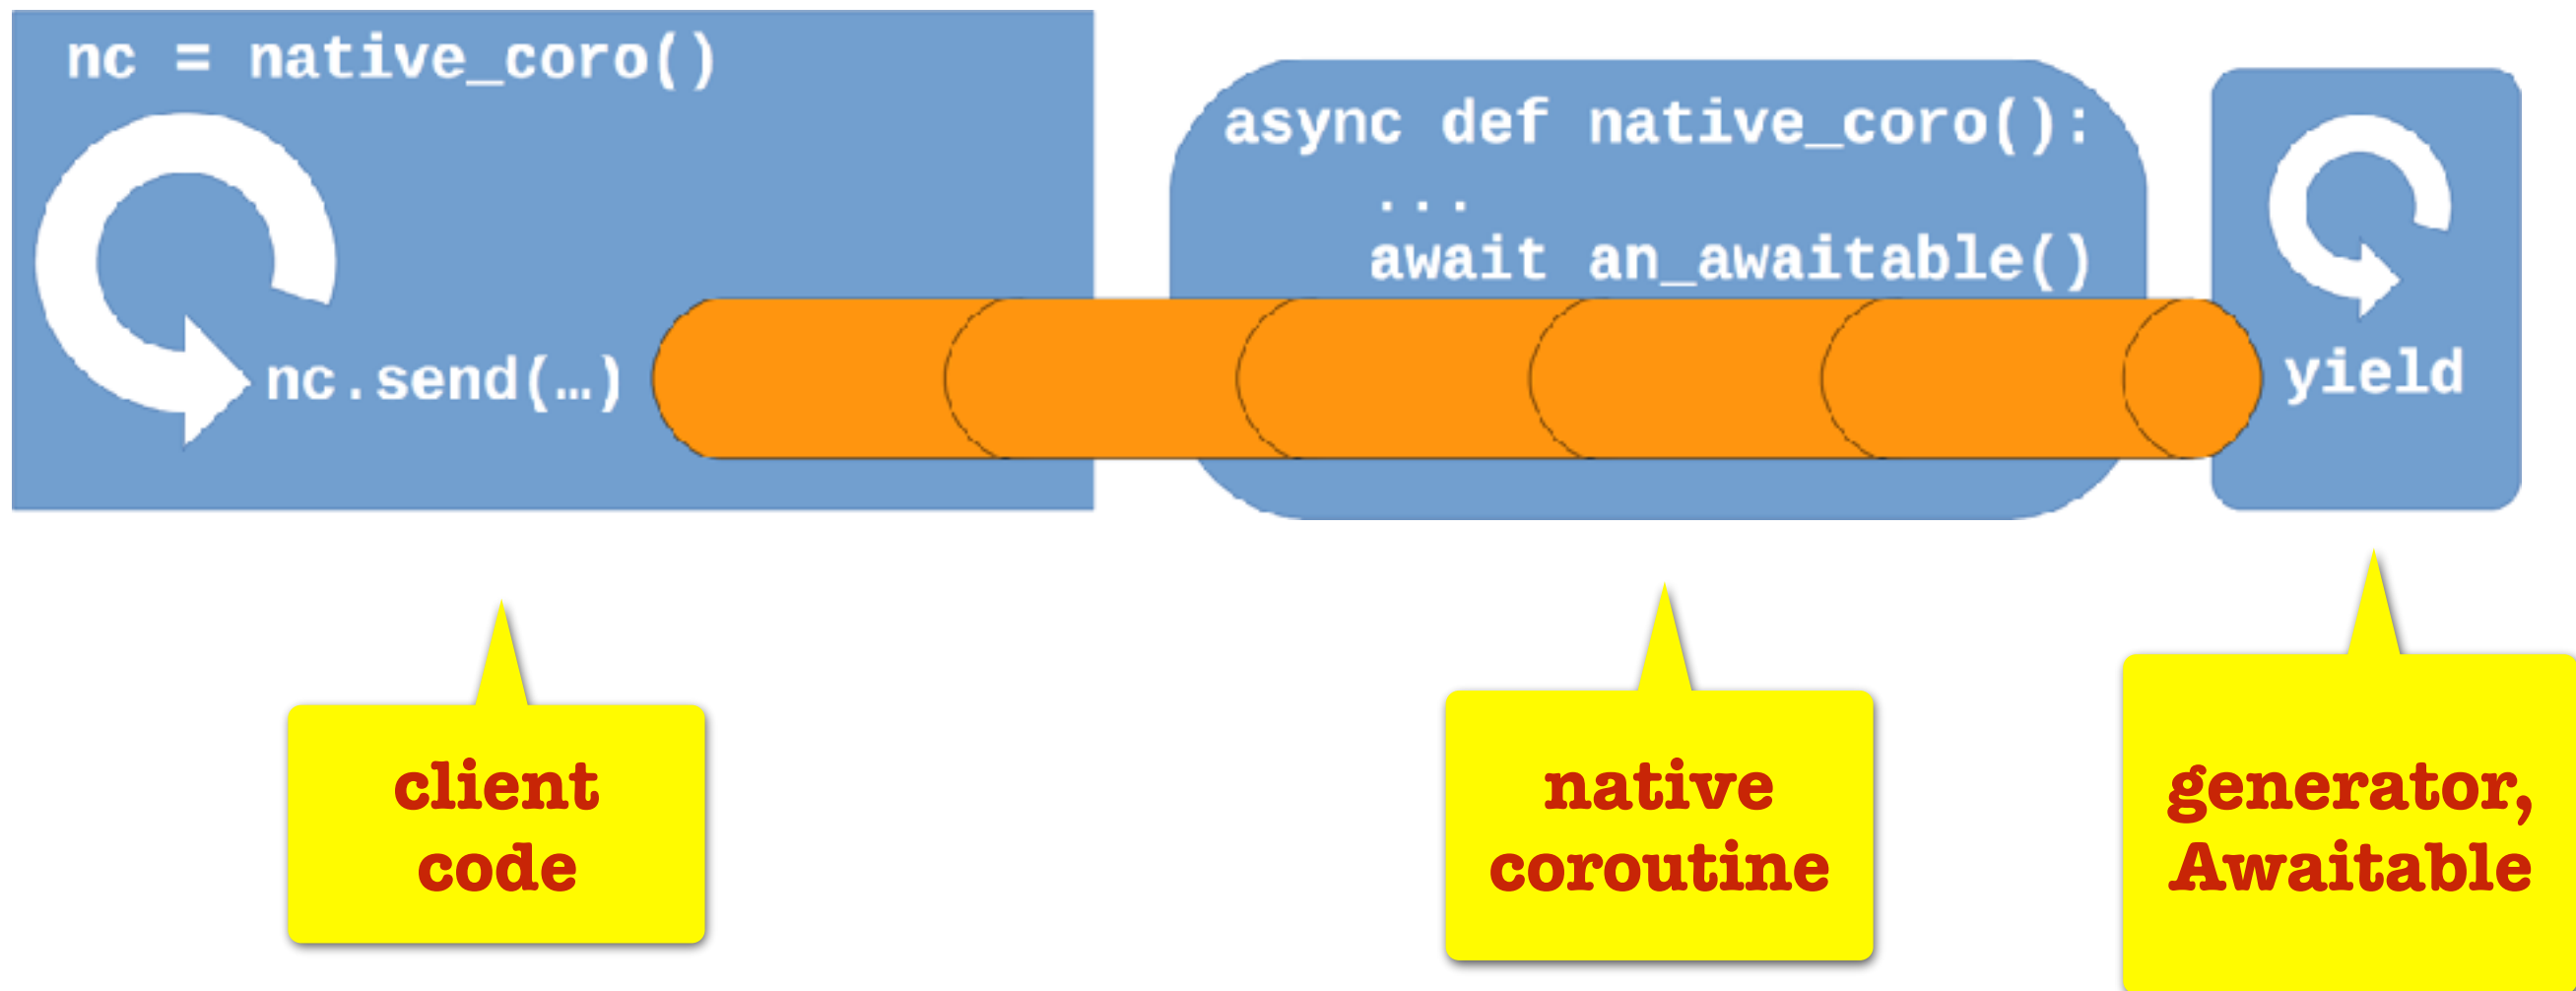 nc = native_coro()
nc.send(…)
async def native_coro():
...
await an_awaitable()
yield
client
code
native
coroutine
generator,
Awaitable